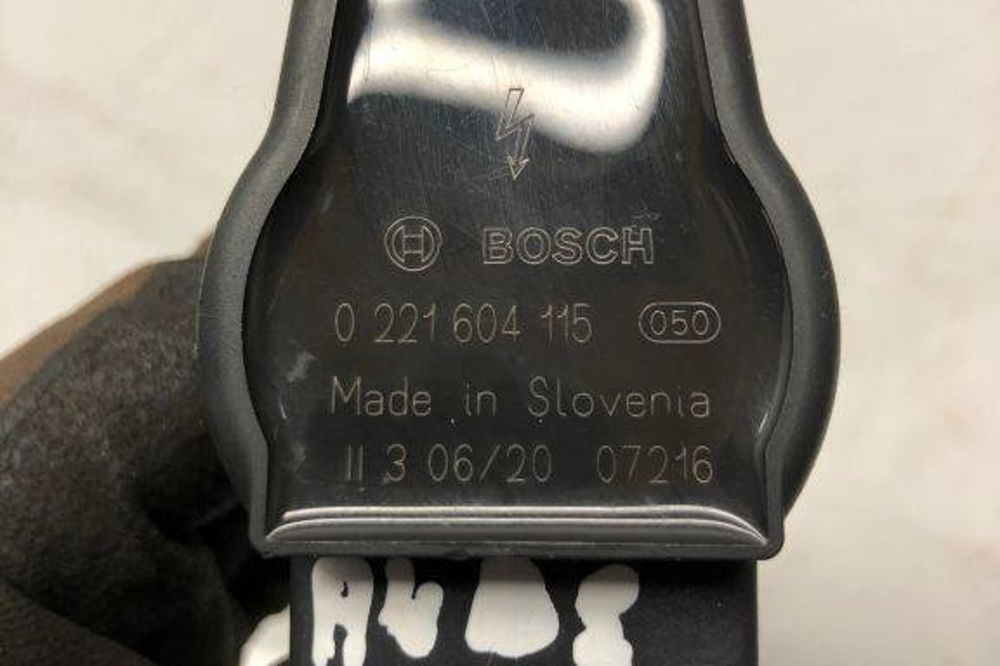 BOSCH
0 221 604 115 050
Made in Slovenia
II 3 06/20 07216